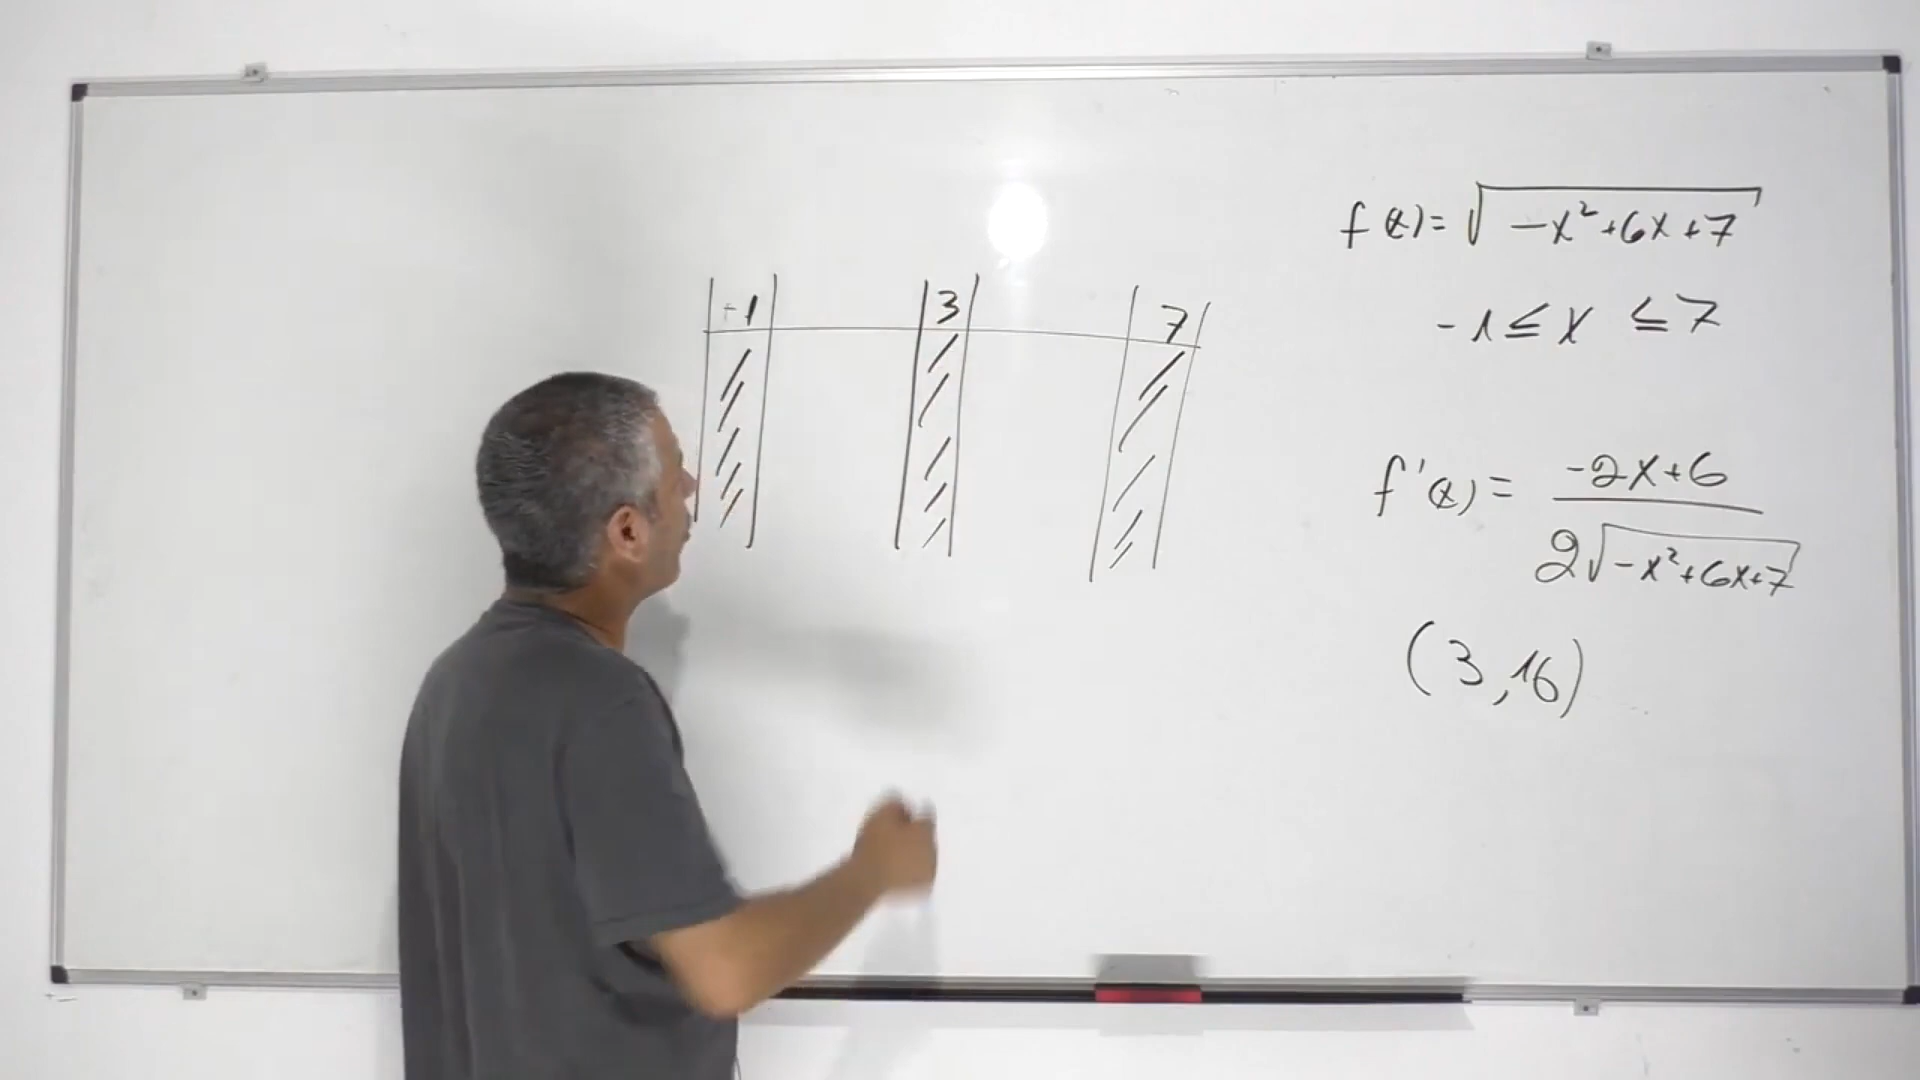 f(x)=√-x²+6x+7
-1 3 7
-1≤x≤7
f'(x)= -2x+6
2√-x²+6x+7
(3,16)